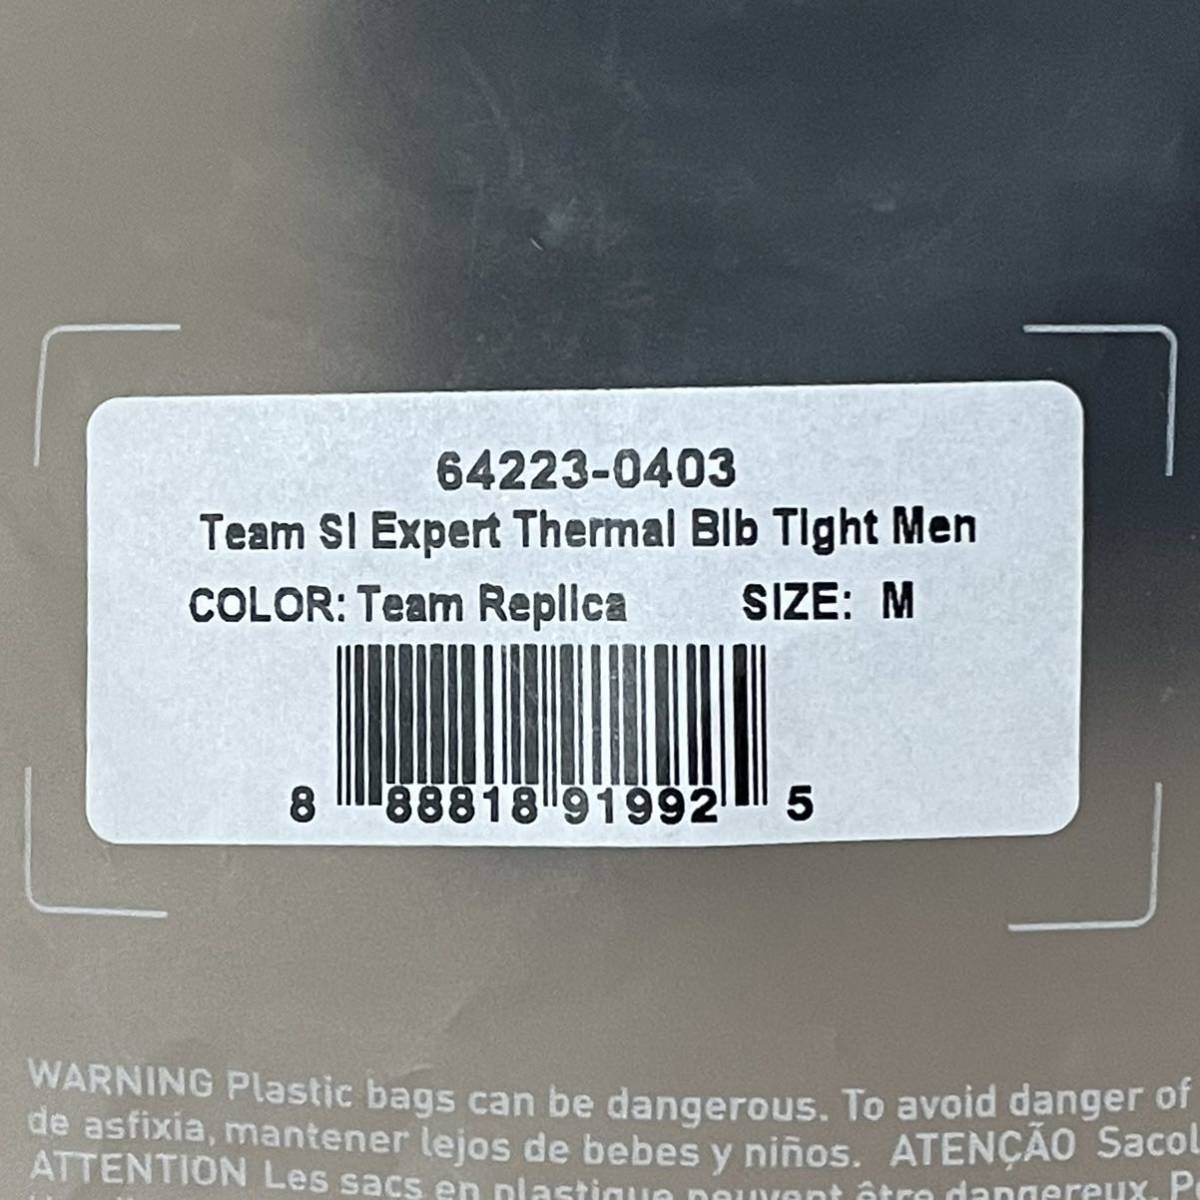 64223-0403
Team SI Expert Thermal Bib Tight Men
COLOR: Team Replica SIZE: M
8 88818 91992 5
WARNING Plastic bags can be dangerous. To avoid danger of
de asfixia, mantener lejos de bebes y niños. ATENÇÃO Sacol
ATTENTION Les sacs en plastique peuvent être dangereux. P